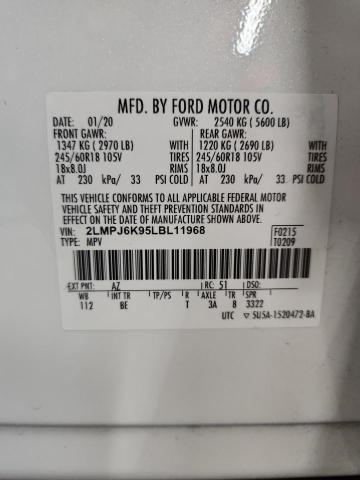 MFD. BY FORD MOTOR CO.
DATE: 01/20 GVWR: 2540 KG ( 5600 LB)
FRONT GAWR: REAR GAWR:
1347 KG ( 2970 LB) WITH 1220 KG ( 2690 LB) WITH
245/60R18 105V TIRES 245/60R18 105V TIRES
18x8.0J RIMS 18x8.0J RIMS
AT 230 kPa/ 33 PSI COLD AT 230 kPa/ 33 PSI COLD
THIS VEHICLE CONFORMS TO ALL APPLICABLE FEDERAL MOTOR
VEHICLE SAFETY AND THEFT PREVENTION STANDARDS IN
EFFECT ON THE DATE OF MANUFACTURE SHOWN ABOVE.
VIN: 2LMPJ6K95LBL11968 F0215
TYPE: MPV T0209
EXT PNT: AZ RC: 51 DSO:
WB INT TR TP/PS R AXLE TR SPR
112 BE T 3A 8 3322
UTC 5U5A-1520472-BA